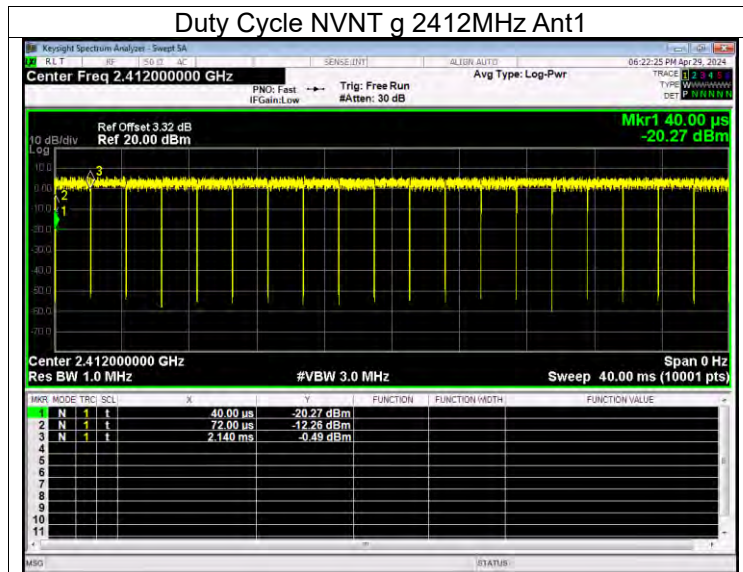 Duty Cycle NVNT g 2412MHz Ant1
Keysight Spectrum Analyzer - Swept SA
RLT RF 50 Ω AC SENSE:INT ALIGN AUTO 06:22:25 PM Apr 29, 2024
Center Freq 2.412000000 GHz Avg Type: Log-Pwr TRACE 1 2 3 4 5
PNO: Fast Trig: Free Run TYPE WWWWWW
IFGain:Low #Atten: 30 dB DET P N N N N N
Mkr1 40.00 µs
-20.27 dBm
Ref Offset 3.32 dB
10 dB/div Ref 20.00 dBm
Log
10.0
0.00
-10.0
-20.0
-30.0
-40.0
-50.0
-60.0
-70.0
3
2
1
Center 2.412000000 GHz Span 0 Hz
Res BW 1.0 MHz #VBW 3.0 MHz Sweep 40.00 ms (10001 pts)
MKR MODE TRC SCL X Y FUNCTION FUNCTION WIDTH FUNCTION VALUE
1 N 1 t 40.00 µs -20.27 dBm
2 N 1 t 72.00 µs -12.26 dBm
3 N 1 t 2.140 ms -0.49 dBm
4
5
6
7
8
9
10
11
MSG STATUS